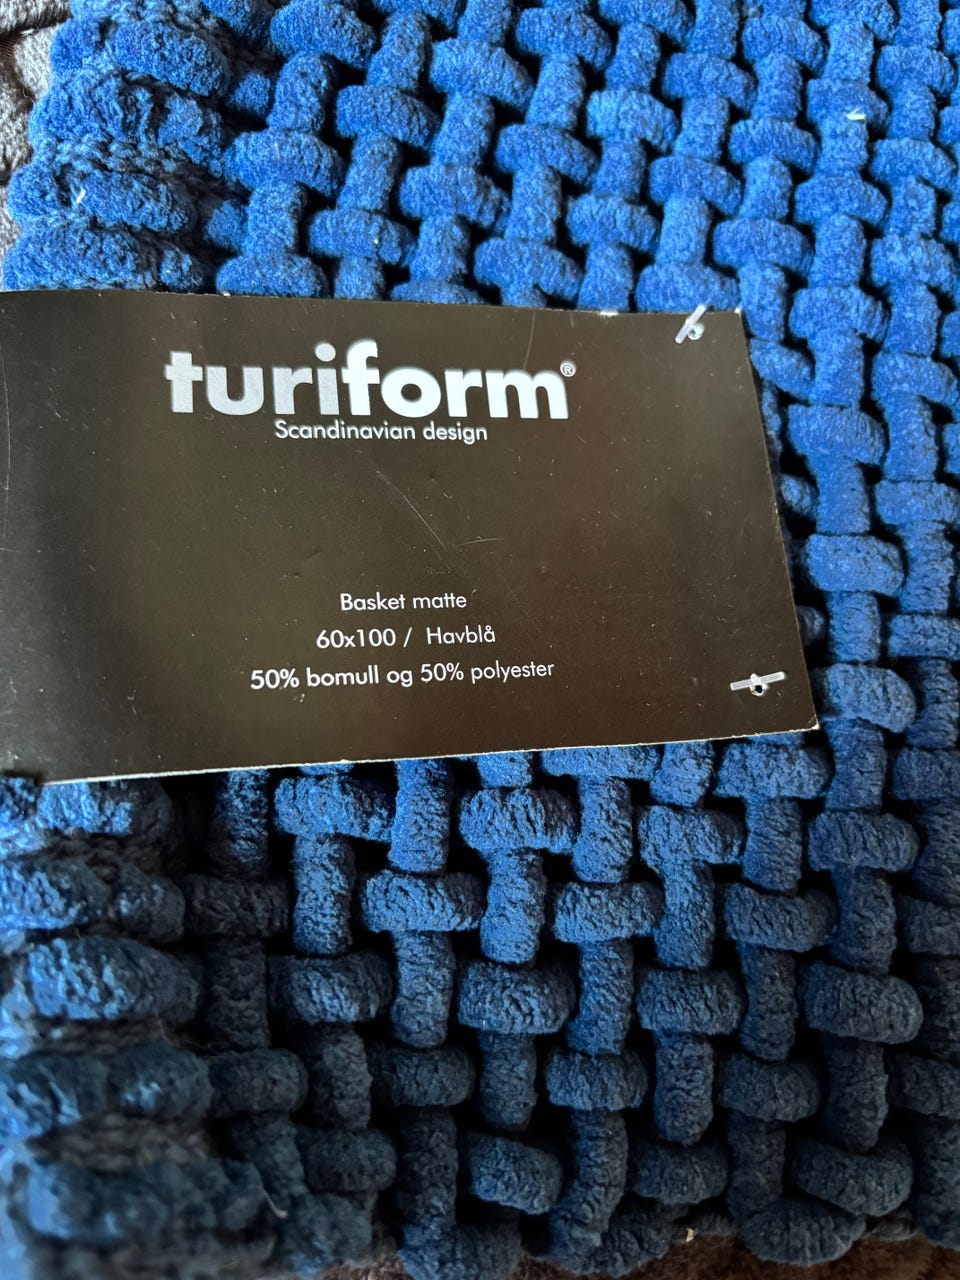 turiform®
Scandinavian design
Basket matte
60x100 / Havblå
50% bomull og 50% polyester